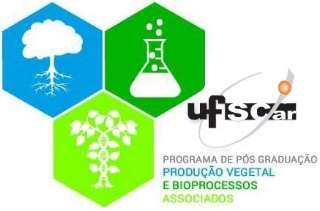 ufscar
PROGRAMA DE PÓS GRADUAÇÃO
PRODUÇÃO VEGETAL
E BIOPROCESSOS
ASSOCIADOS